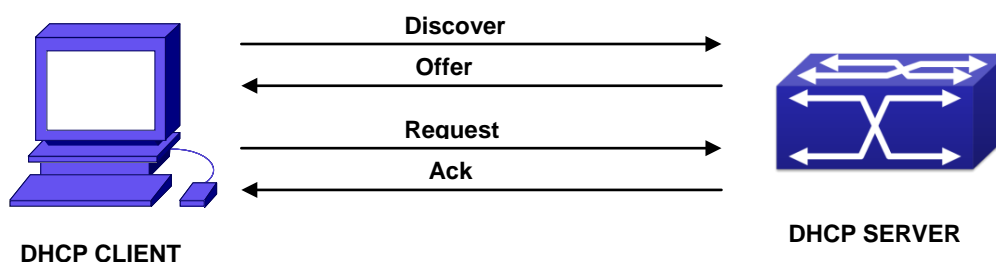 Discover
Offer
Request
Ack
DHCP CLIENT
DHCP SERVER